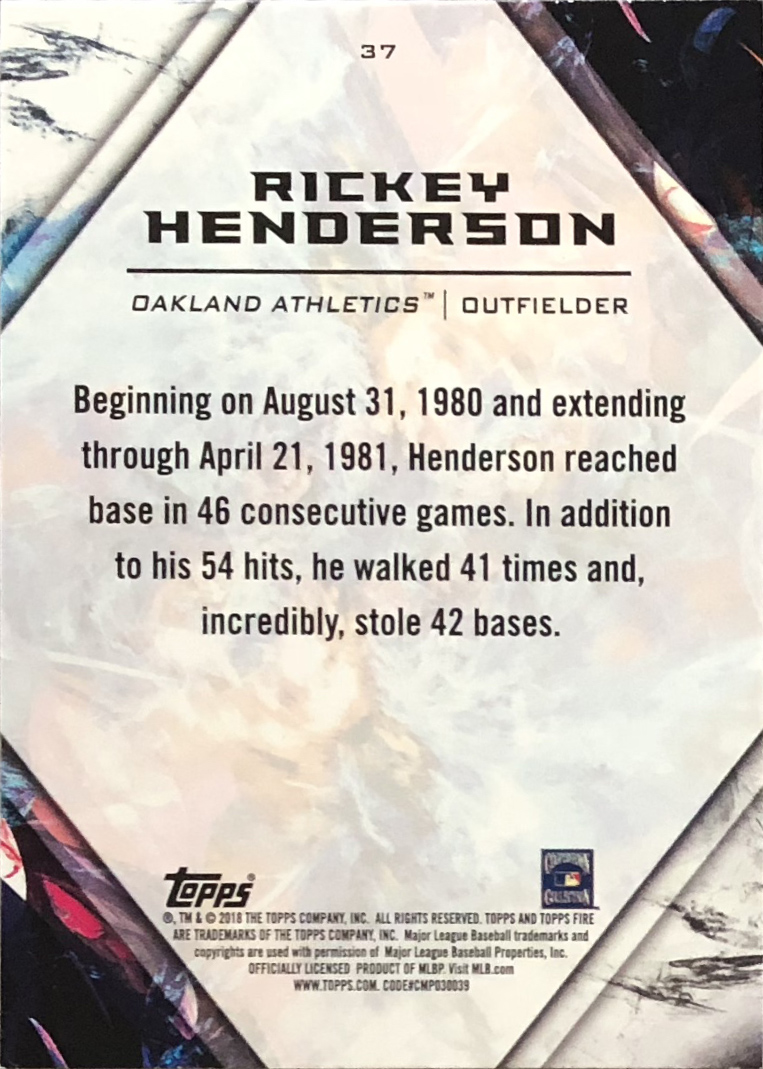 37
RICKEY
HENDERSON
OAKLAND ATHLETICS™ | OUTFIELDER
Beginning on August 31, 1980 and extending
through April 21, 1981, Henderson reached
base in 46 consecutive games. In addition
to his 54 hits, he walked 41 times and,
incredibly, stole 42 bases.
Topps®
COOPERSTOWN
COLLECTION
®, TM & © 2018 THE TOPPS COMPANY, INC. ALL RIGHTS RESERVED. TOPPS AND TOPPS FIRE
ARE TRADEMARKS OF THE TOPPS COMPANY, INC. Major League Baseball trademarks and
copyrights are used with permission of Major League Baseball Properties, Inc.
OFFICIALLY LICENSED PRODUCT OF MLBP. Visit MLB.com
WWW.TOPPS.COM. CODE#CMP030039